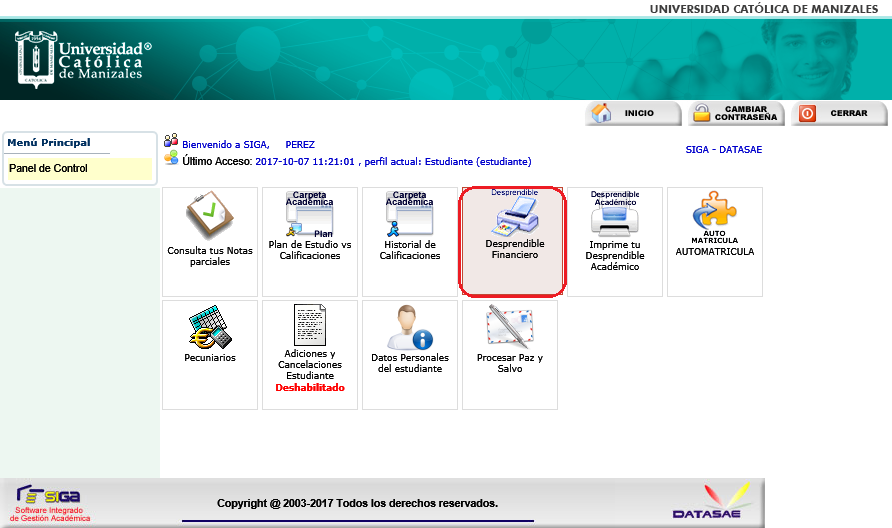 UNIVERSIDAD CATÓLICA DE MANIZALES
Universidad®
Católica
de Manizales
INICIO
CAMBIAR
CONTRASEÑA
CERRAR
Menú Principal
Panel de Control
Bienvenido a SIGA, PEREZ
SIGA - DATASAE
Último Acceso: 2017-10-07 11:21:01 , perfil actual: Estudiante (estudiante)
Consulta tus Notas
parciales
Carpeta
Académica
Plan
Plan de Estudio vs
Calificaciones
Carpeta
Académica
Historial de
Calificaciones
Desprendible
Desprendible
Financiero
Desprendible
Académico
Imprime tu
Desprendible
Académico
AUTO
MATRICULA
AUTOMATRICULA
Pecuniarios
Adiciones y
Cancelaciones
Estudiante
Deshabilitado
Datos Personales
del estudiante
Procesar Paz y
Salvo
SIGA
Software Integrado
de Gestión Académica
Copyright @ 2003-2017 Todos los derechos reservados.
DATASAE